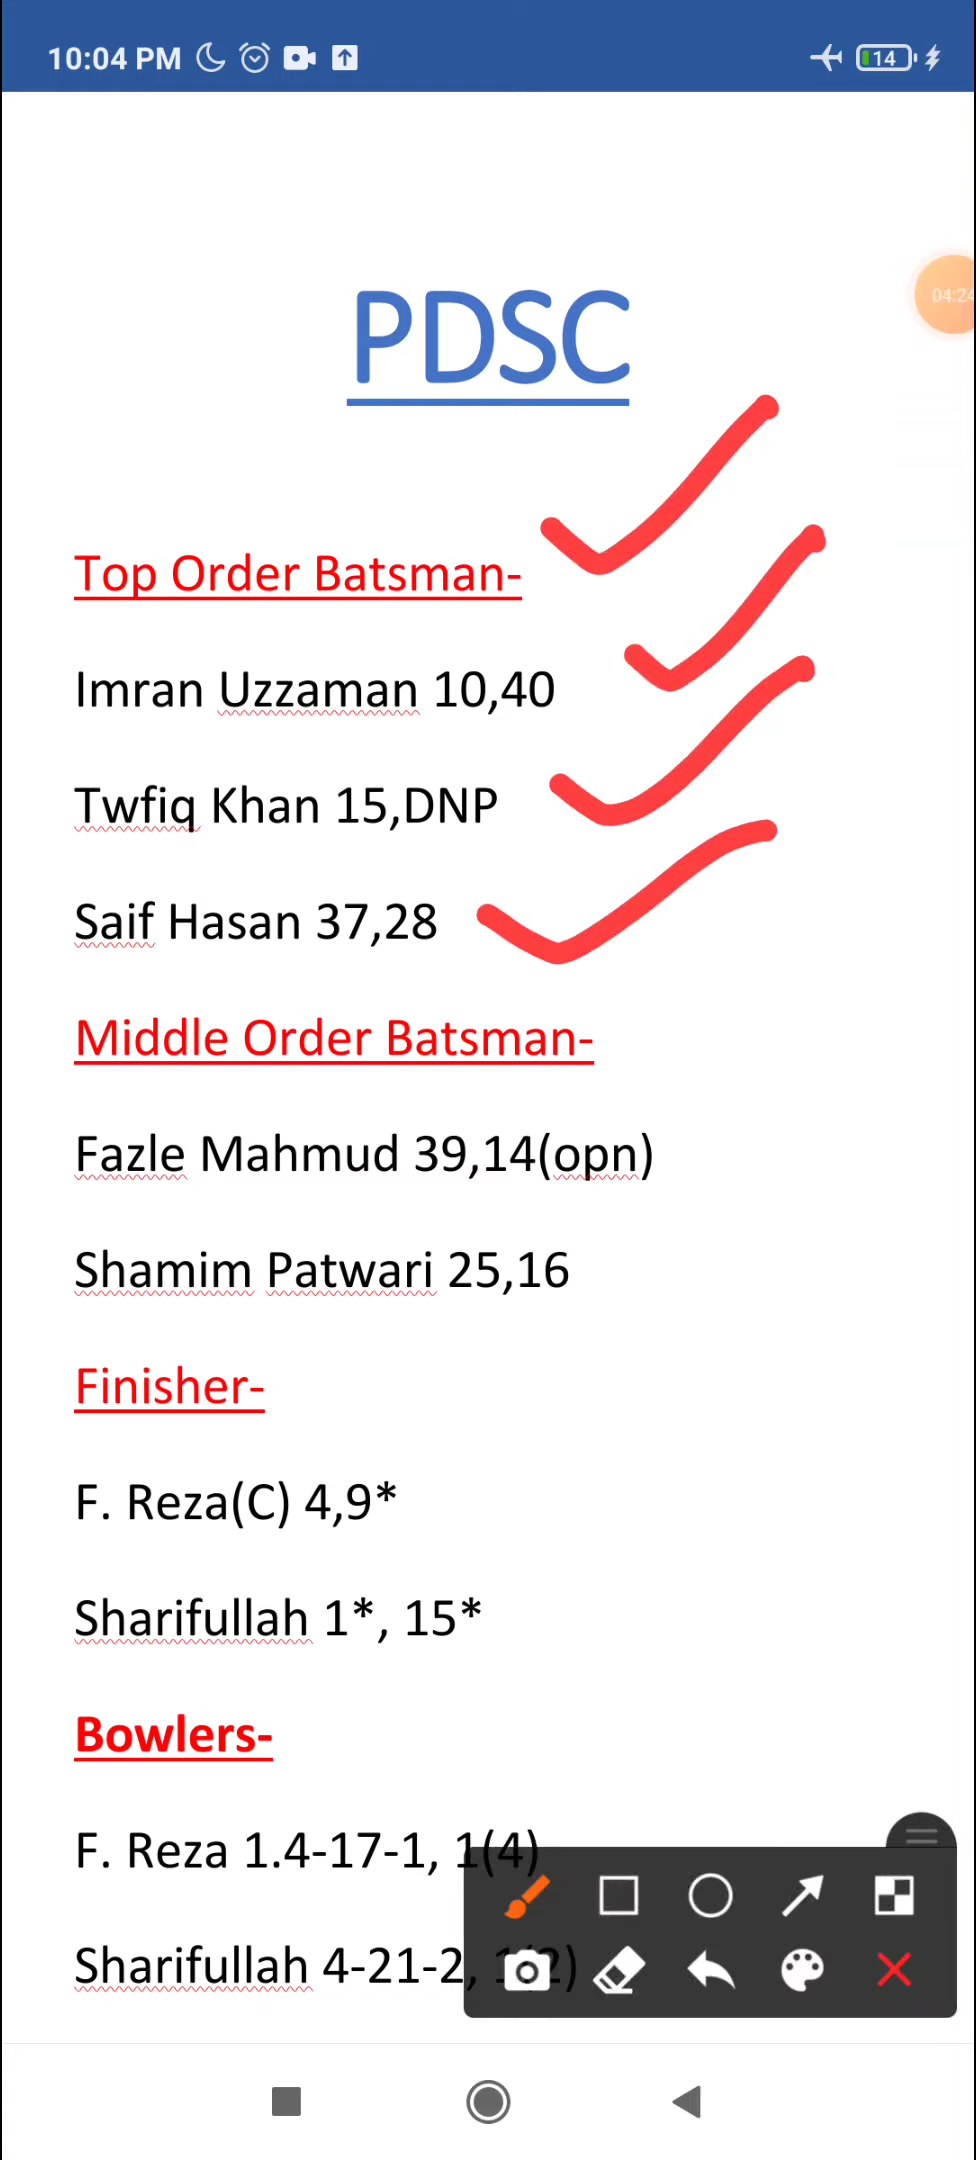 10:04 PM
14
04:24
PDSC
Top Order Batsman-
Imran Uzzaman 10,40
Twfiq Khan 15,DNP
Saif Hasan 37,28
Middle Order Batsman-
Fazle Mahmud 39,14(opn)
Shamim Patwari 25,16
Finisher-
F. Reza(C) 4,9*
Sharifullah 1*, 15*
Bowlers-
F. Reza 1.4-17-1, 1(4)
Sharifullah 4-21-2,